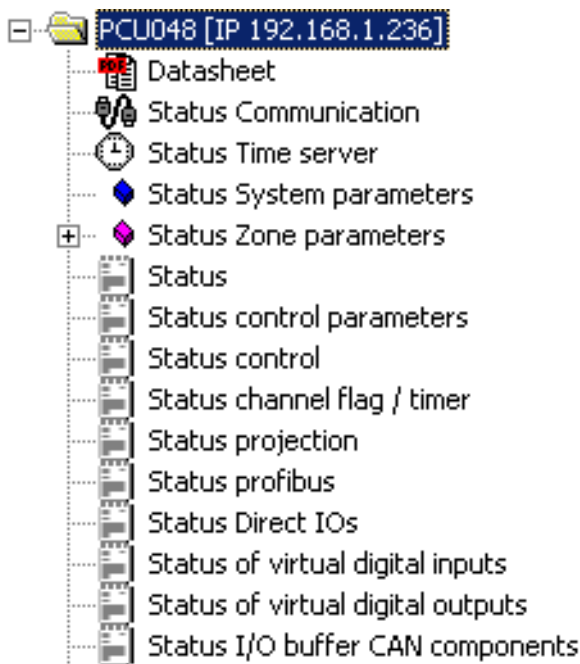 PCU048 [IP 192.168.1.236]
PDF
Datasheet
Status Communication
Status Time server
Status System parameters
Status Zone parameters
Status
Status control parameters
Status control
Status channel flag / timer
Status projection
Status profibus
Status Direct IOs
Status of virtual digital inputs
Status of virtual digital outputs
Status I/O buffer CAN components